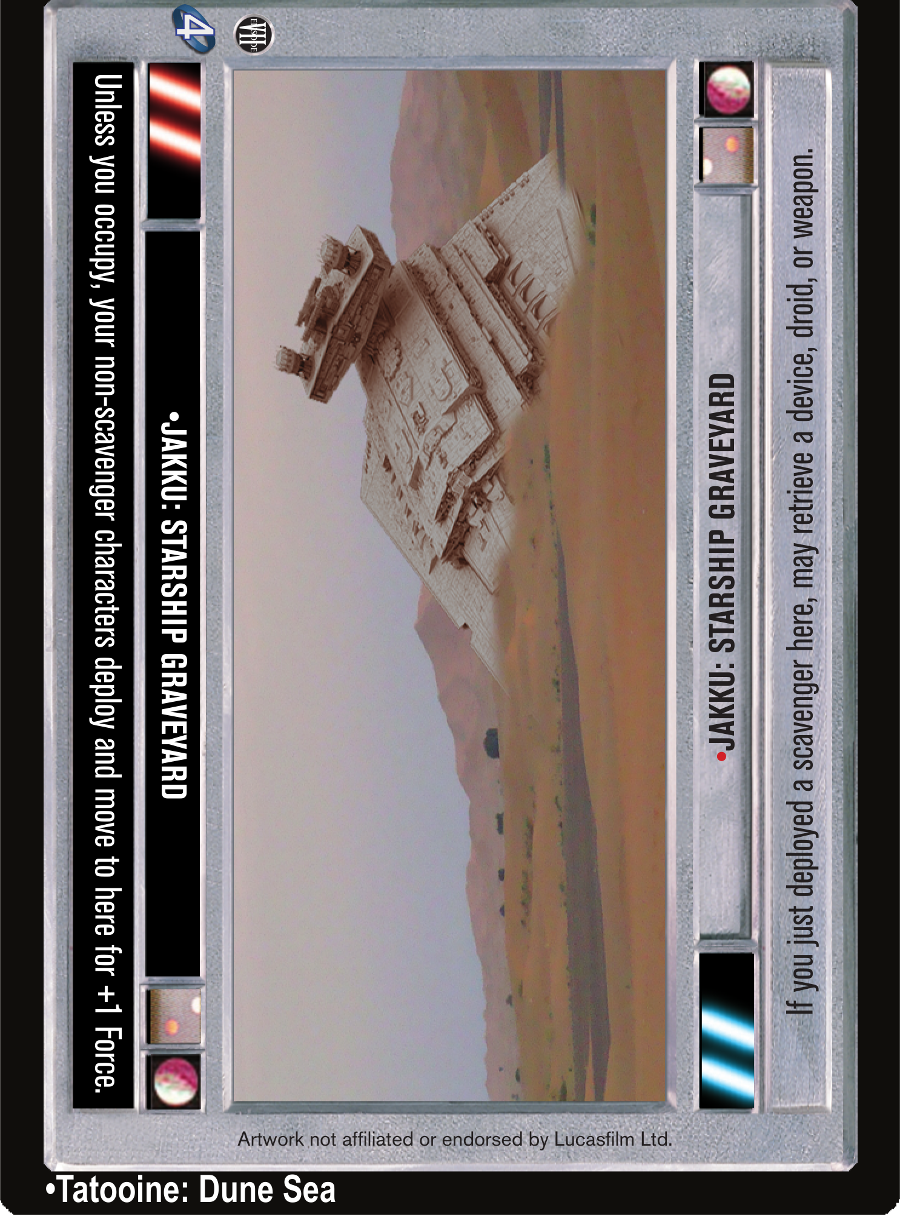 4
EPISODE
VII
Unless you occupy, your non-scavenger characters deploy and move to here for +1 Force.
•JAKKU: STARSHIP GRAVEYARD
•JAKKU: STARSHIP GRAVEYARD
If you just deployed a scavenger here, may retrieve a device, droid, or weapon.
Artwork not affiliated or endorsed by Lucasfilm Ltd.
•Tatooine: Dune Sea